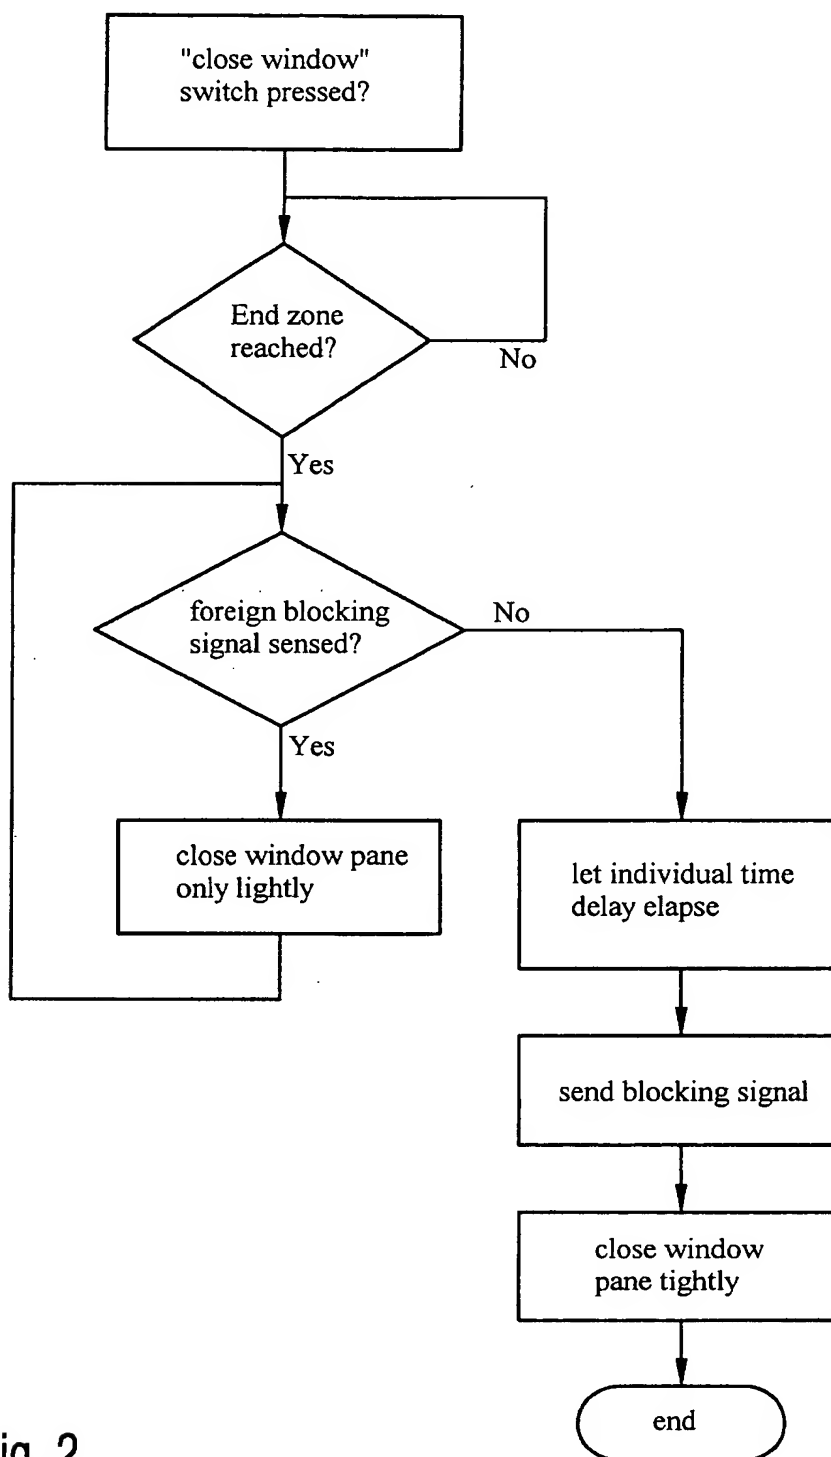 "close window"
switch pressed?
End zone
reached?
No
Yes
foreign blocking
signal sensed?
No
Yes
close window pane
only lightly
let individual time
delay elapse
send blocking signal
close window
pane tightly
end
ig. 2